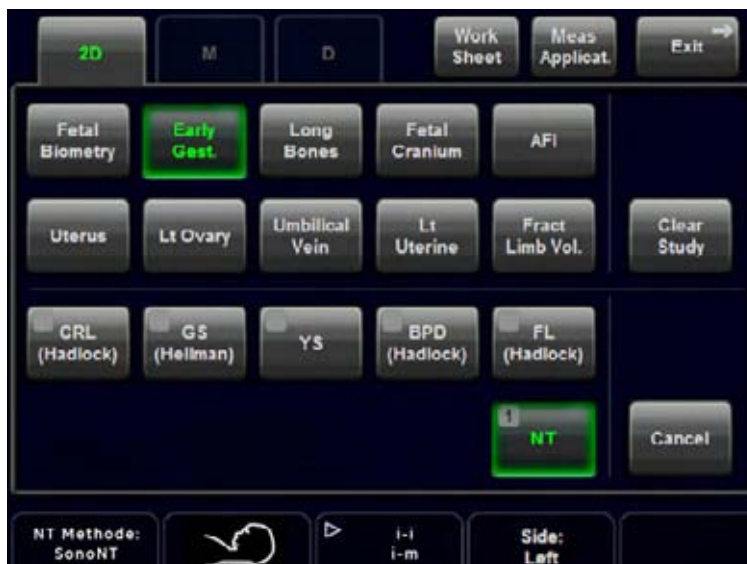 2D
M
D
Work
Sheet
Meas
Applicat.
Exit
Fetal
Biometry
Early
Gest.
Long
Bones
Fetal
Cranium
AFI
Uterus
Lt Ovary
Umbilical
Vein
Lt
Uterine
Fract
Limb Vol.
Clear
Study
CRL
(Hadlock)
GS
(Hellman)
YS
BPD
(Hadlock)
FL
(Hadlock)
1
NT
Cancel
NT Methode:
SonoNT
i-i
i-m
Side:
Left